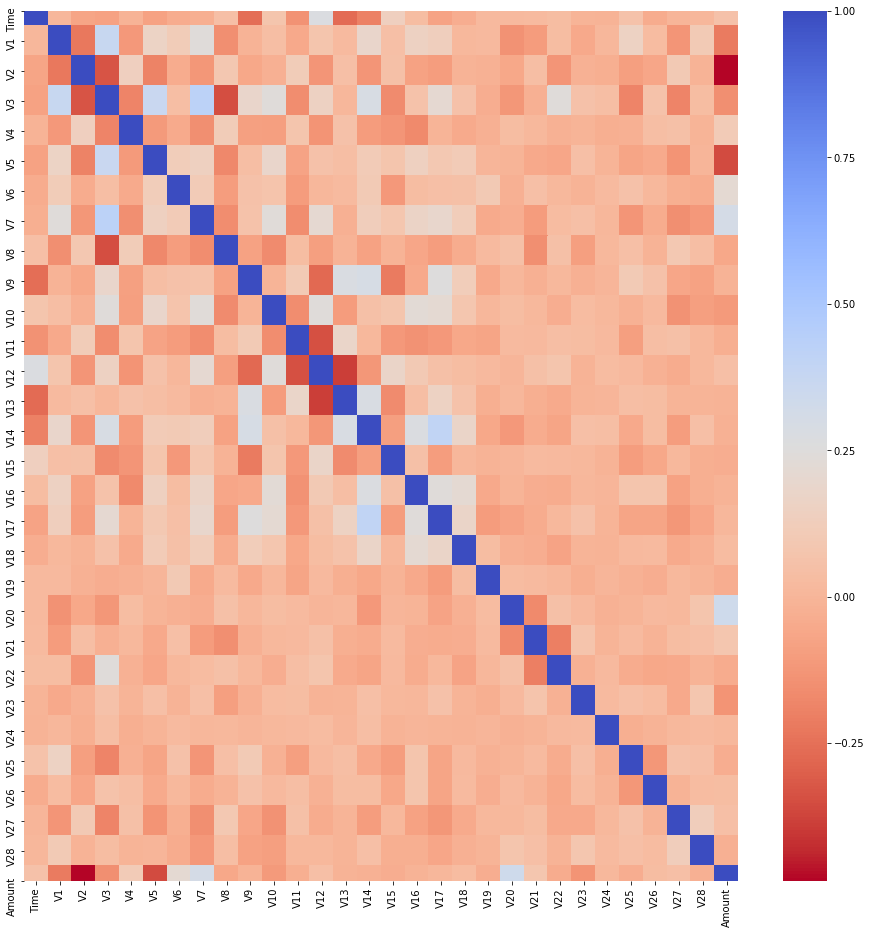 Time
V1
V2
V3
V4
V5
V6
V7
V8
V9
V10
V11
V12
V13
V14
V15
V16
V17
V18
V19
V20
V21
V22
V23
V24
V25
V26
V27
V28
Amount
Time V1 V2 V3 V4 V5 V6 V7 V8 V9 V10 V11 V12 V13 V14 V15 V16 V17 V18 V19 V20 V21 V22 V23 V24 V25 V26 V27 V28 Amount
1.00
0.75
0.50
0.25
0.00
−0.25